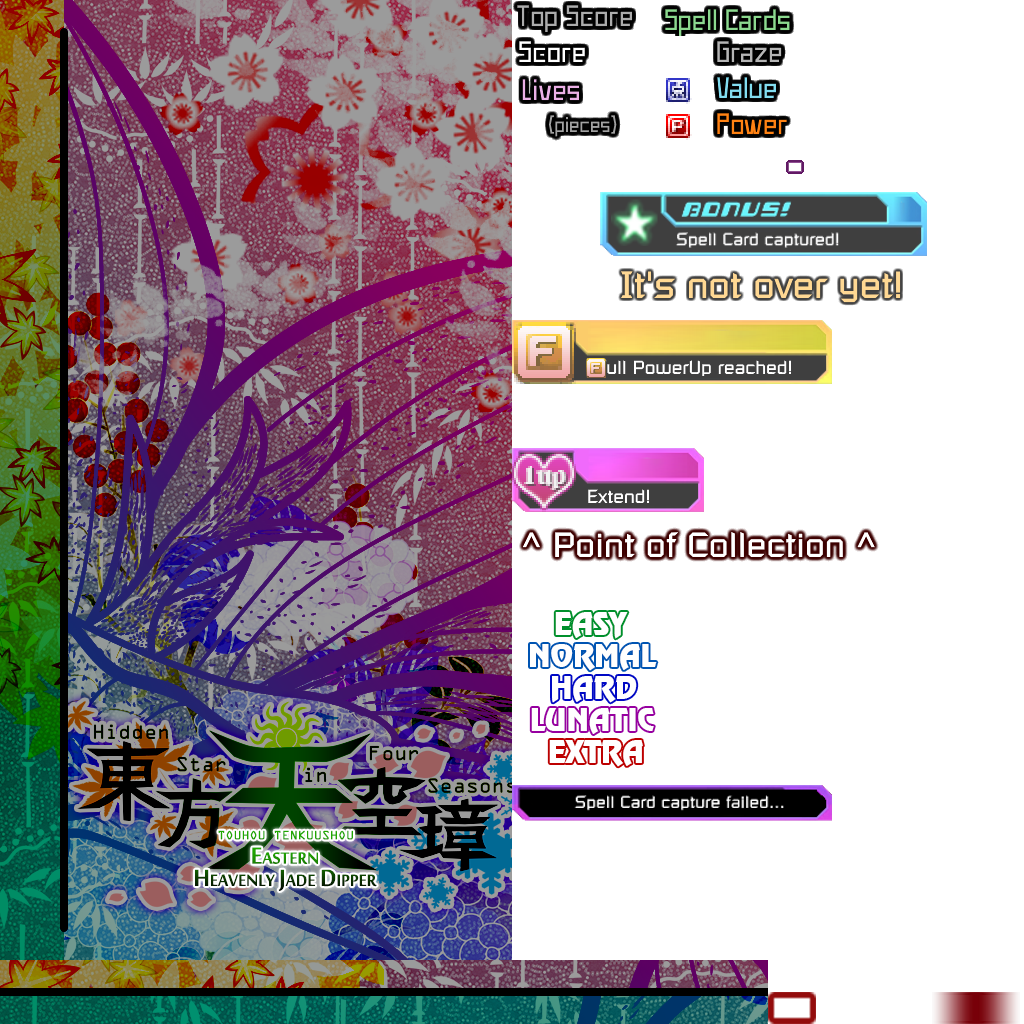 Top Score
Spell Cards
Score
Graze
Lives
Value
(pieces)
P
Power
BONUS!
Spell Card captured!
It's not over yet!
F
Full PowerUp reached!
1up
Extend!
^ Point of Collection ^
EASY
NORMAL
HARD
LUNATIC
EXTRA
Spell Card capture failed...
Hidden
Star
in
Four
Seasons
東方天空璋
TOUHOU TENKUUSHOU
EASTERN
HEAVENLY JADE DIPPER